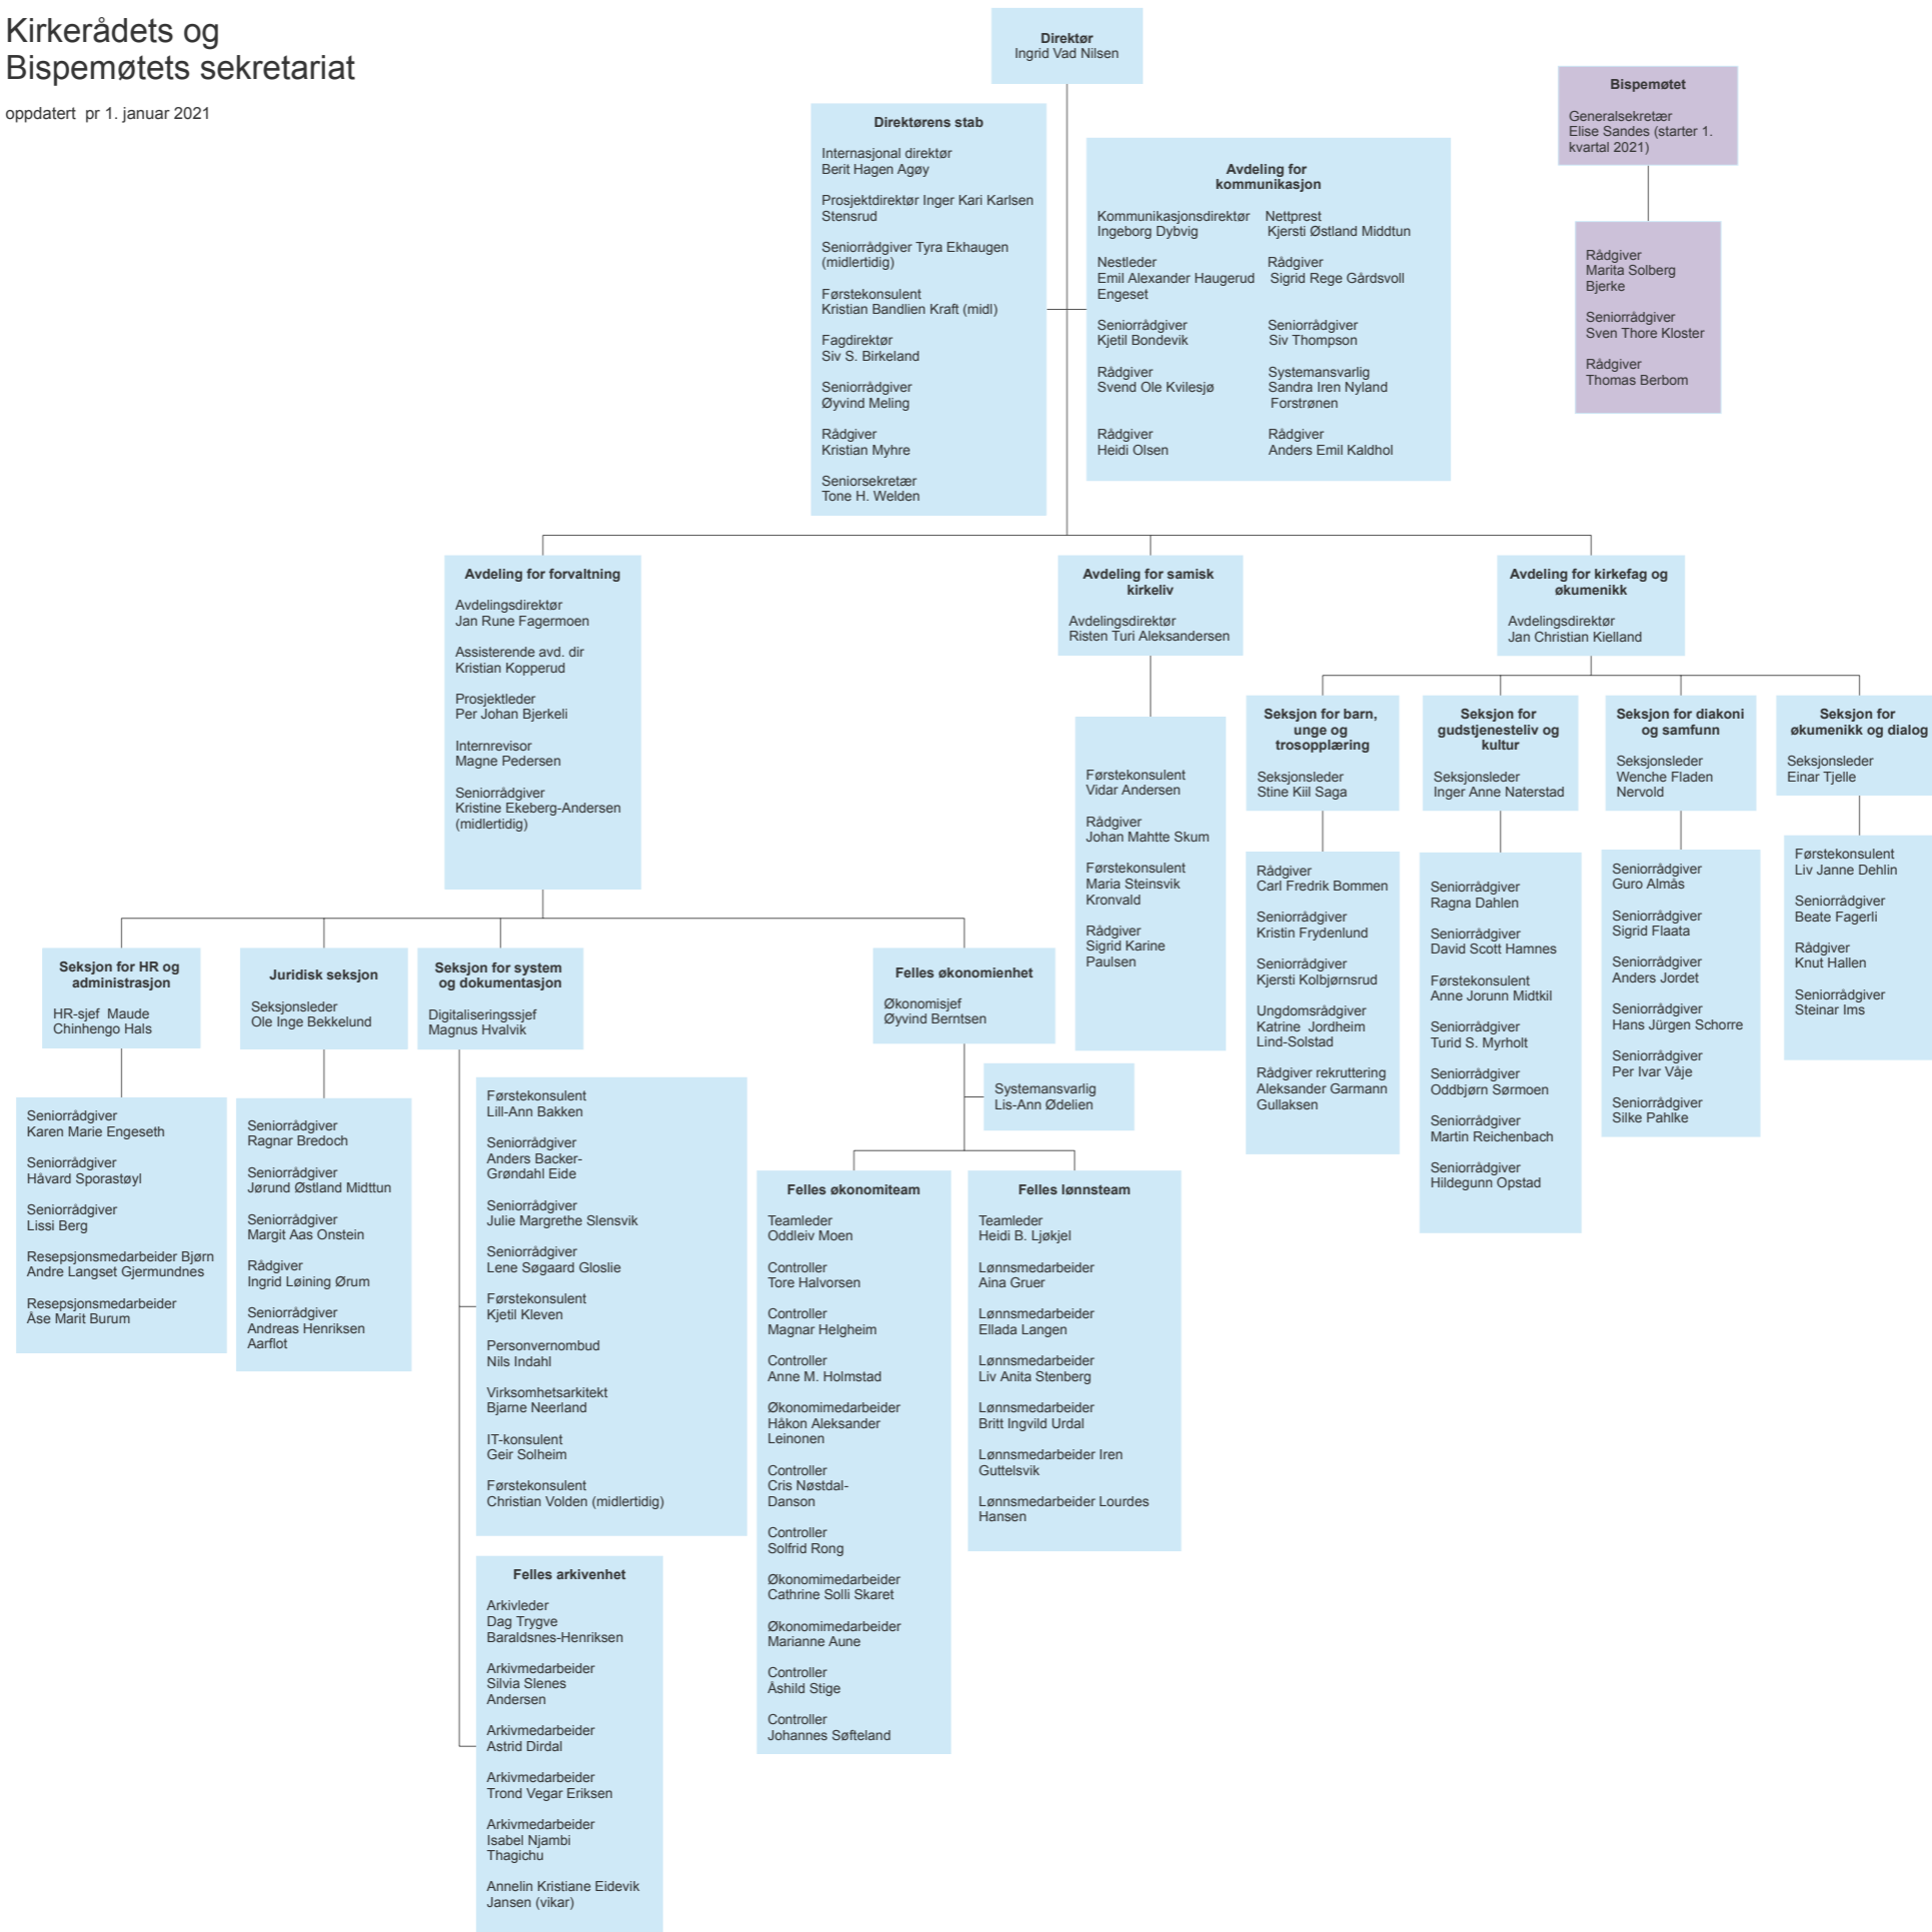 Kirkerådets og
Bispemøtets sekretariat
oppdatert pr 1. januar 2021
Direktør
Ingrid Vad Nilsen
Bispemøtet
Generalsekretær
Elise Sandes (starter 1.
kvartal 2021)
Rådgiver
Marita Solberg
Bjerke
Seniorrådgiver
Sven Thore Kloster
Rådgiver
Thomas Berbom
Direktørens stab
Internasjonal direktør
Berit Hagen Agøy
Prosjektdirektør Inger Kari Karlsen
Stensrud
Seniorrådgiver Tyra Ekhaugen
(midlertidig)
Førstekonsulent
Kristian Bandlien Kraft (midl)
Fagdirektør
Siv S. Birkeland
Seniorrådgiver
Øyvind Meling
Rådgiver
Kristian Myhre
Seniorsekretær
Tone H. Welden
Avdeling for
kommunikasjon
Kommunikasjonsdirektør
Ingeborg Dybvig
Nestleder
Emil Alexander Haugerud
Engeset
Seniorrådgiver
Kjetil Bondevik
Rådgiver
Svend Ole Kvilesjø
Rådgiver
Heidi Olsen
Nettprest
Kjersti Østland Middtun
Rådgiver
Sigrid Rege Gårdsvoll
Seniorrådgiver
Siv Thompson
Systemansvarlig
Sandra Iren Nyland
Forstrønen
Rådgiver
Anders Emil Kaldhol
Avdeling for forvaltning
Avdelingsdirektør
Jan Rune Fagermoen
Assisterende avd. dir
Kristian Kopperud
Prosjektleder
Per Johan Bjerkeli
Internrevisor
Magne Pedersen
Seniorrådgiver
Kristine Ekeberg-Andersen
(midlertidig)
Avdeling for samisk
kirkeliv
Avdelingsdirektør
Risten Turi Aleksandersen
Førstekonsulent
Vidar Andersen
Rådgiver
Johan Mahtte Skum
Førstekonsulent
Maria Steinsvik
Kronvald
Rådgiver
Sigrid Karine
Paulsen
Avdeling for kirkefag og
økumenikk
Avdelingsdirektør
Jan Christian Kielland
Seksjon for barn,
unge og
trosopplæring
Seksjonsleder
Stine Kiil Saga
Rådgiver
Carl Fredrik Bommen
Seniorrådgiver
Kristin Frydenlund
Seniorrådgiver
Kjersti Kolbjørnsrud
Ungdomsrådgiver
Katrine Jordheim
Lind-Solstad
Rådgiver rekruttering
Aleksander Garmann
Gullaksen
Seksjon for
gudstjenesteliv og
kultur
Seksjonsleder
Inger Anne Naterstad
Seniorrådgiver
Ragna Dahlen
Seniorrådgiver
David Scott Hamnes
Førstekonsulent
Anne Jorunn Midtkil
Seniorrådgiver
Turid S. Myrholt
Seniorrådgiver
Oddbjørn Sørmoen
Seniorrådgiver
Martin Reichenbach
Seniorrådgiver
Hildegunn Opstad
Seksjon for diakoni
og samfunn
Seksjonsleder
Wenche Fladen
Nervold
Seniorrådgiver
Guro Almås
Seniorrådgiver
Sigrid Flaata
Seniorrådgiver
Anders Jordet
Seniorrådgiver
Hans Jürgen Schorre
Seniorrådgiver
Per Ivar Våje
Seniorrådgiver
Silke Pahlke
Seksjon for
økumenikk og dialog
Seksjonsleder
Einar Tjelle
Førstekonsulent
Liv Janne Dehlin
Seniorrådgiver
Beate Fagerli
Rådgiver
Knut Hallen
Seniorrådgiver
Steinar Ims
Seksjon for HR og
administrasjon
HR-sjef Maude
Chinhengo Hals
Seniorrådgiver
Karen Marie Engeseth
Seniorrådgiver
Håvard Sporastøyl
Seniorrådgiver
Lissi Berg
Resepsjonsmedarbeider Bjørn
Andre Langset Gjermundnes
Resepsjonsmedarbeider
Åse Marit Burum
Juridisk seksjon
Seksjonsleder
Ole Inge Bekkelund
Seniorrådgiver
Ragnar Bredoch
Seniorrådgiver
Jørund Østland Midttun
Seniorrådgiver
Margit Aas Onstein
Rådgiver
Ingrid Løining Ørum
Seniorrådgiver
Andreas Henriksen
Aarflot
Seksjon for system
og dokumentasjon
Digitaliseringssjef
Magnus Hvalvik
Førstekonsulent
Lill-Ann Bakken
Seniorrådgiver
Anders Backer-
Grøndahl Eide
Seniorrådgiver
Julie Margrethe Slensvik
Seniorrådgiver
Lene Søgaard Gloslie
Førstekonsulent
Kjetil Kleven
Personvernombud
Nils Indahl
Virksomhetsarkitekt
Bjarne Neerland
IT-konsulent
Geir Solheim
Førstekonsulent
Christian Volden (midlertidig)
Felles arkivenhet
Arkivleder
Dag Trygve
Baraldsnes-Henriksen
Arkivmedarbeider
Silvia Slenes
Andersen
Arkivmedarbeider
Astrid Dirdal
Arkivmedarbeider
Trond Vegar Eriksen
Arkivmedarbeider
Isabel Njambi
Thagichu
Annelin Kristiane Eidevik
Jansen (vikar)
Felles økonomienhet
Økonomisjef
Øyvind Berntsen
Systemansvarlig
Lis-Ann Ødelien
Felles økonomiteam
Teamleder
Oddleiv Moen
Controller
Tore Halvorsen
Controller
Magnar Helgheim
Controller
Anne M. Holmstad
Økonomimedarbeider
Håkon Aleksander
Leinonen
Controller
Cris Nøstdal-
Danson
Controller
Solfrid Rong
Økonomimedarbeider
Cathrine Solli Skaret
Økonomimedarbeider
Marianne Aune
Controller
Åshild Stige
Controller
Johannes Søfteland
Felles lønnsteam
Teamleder
Heidi B. Ljøkjel
Lønnsmedarbeider
Aina Gruer
Lønnsmedarbeider
Ellada Langen
Lønnsmedarbeider
Liv Anita Stenberg
Lønnsmedarbeider
Britt Ingvild Urdal
Lønnsmedarbeider Iren
Guttelsvik
Lønnsmedarbeider Lourdes
Hansen